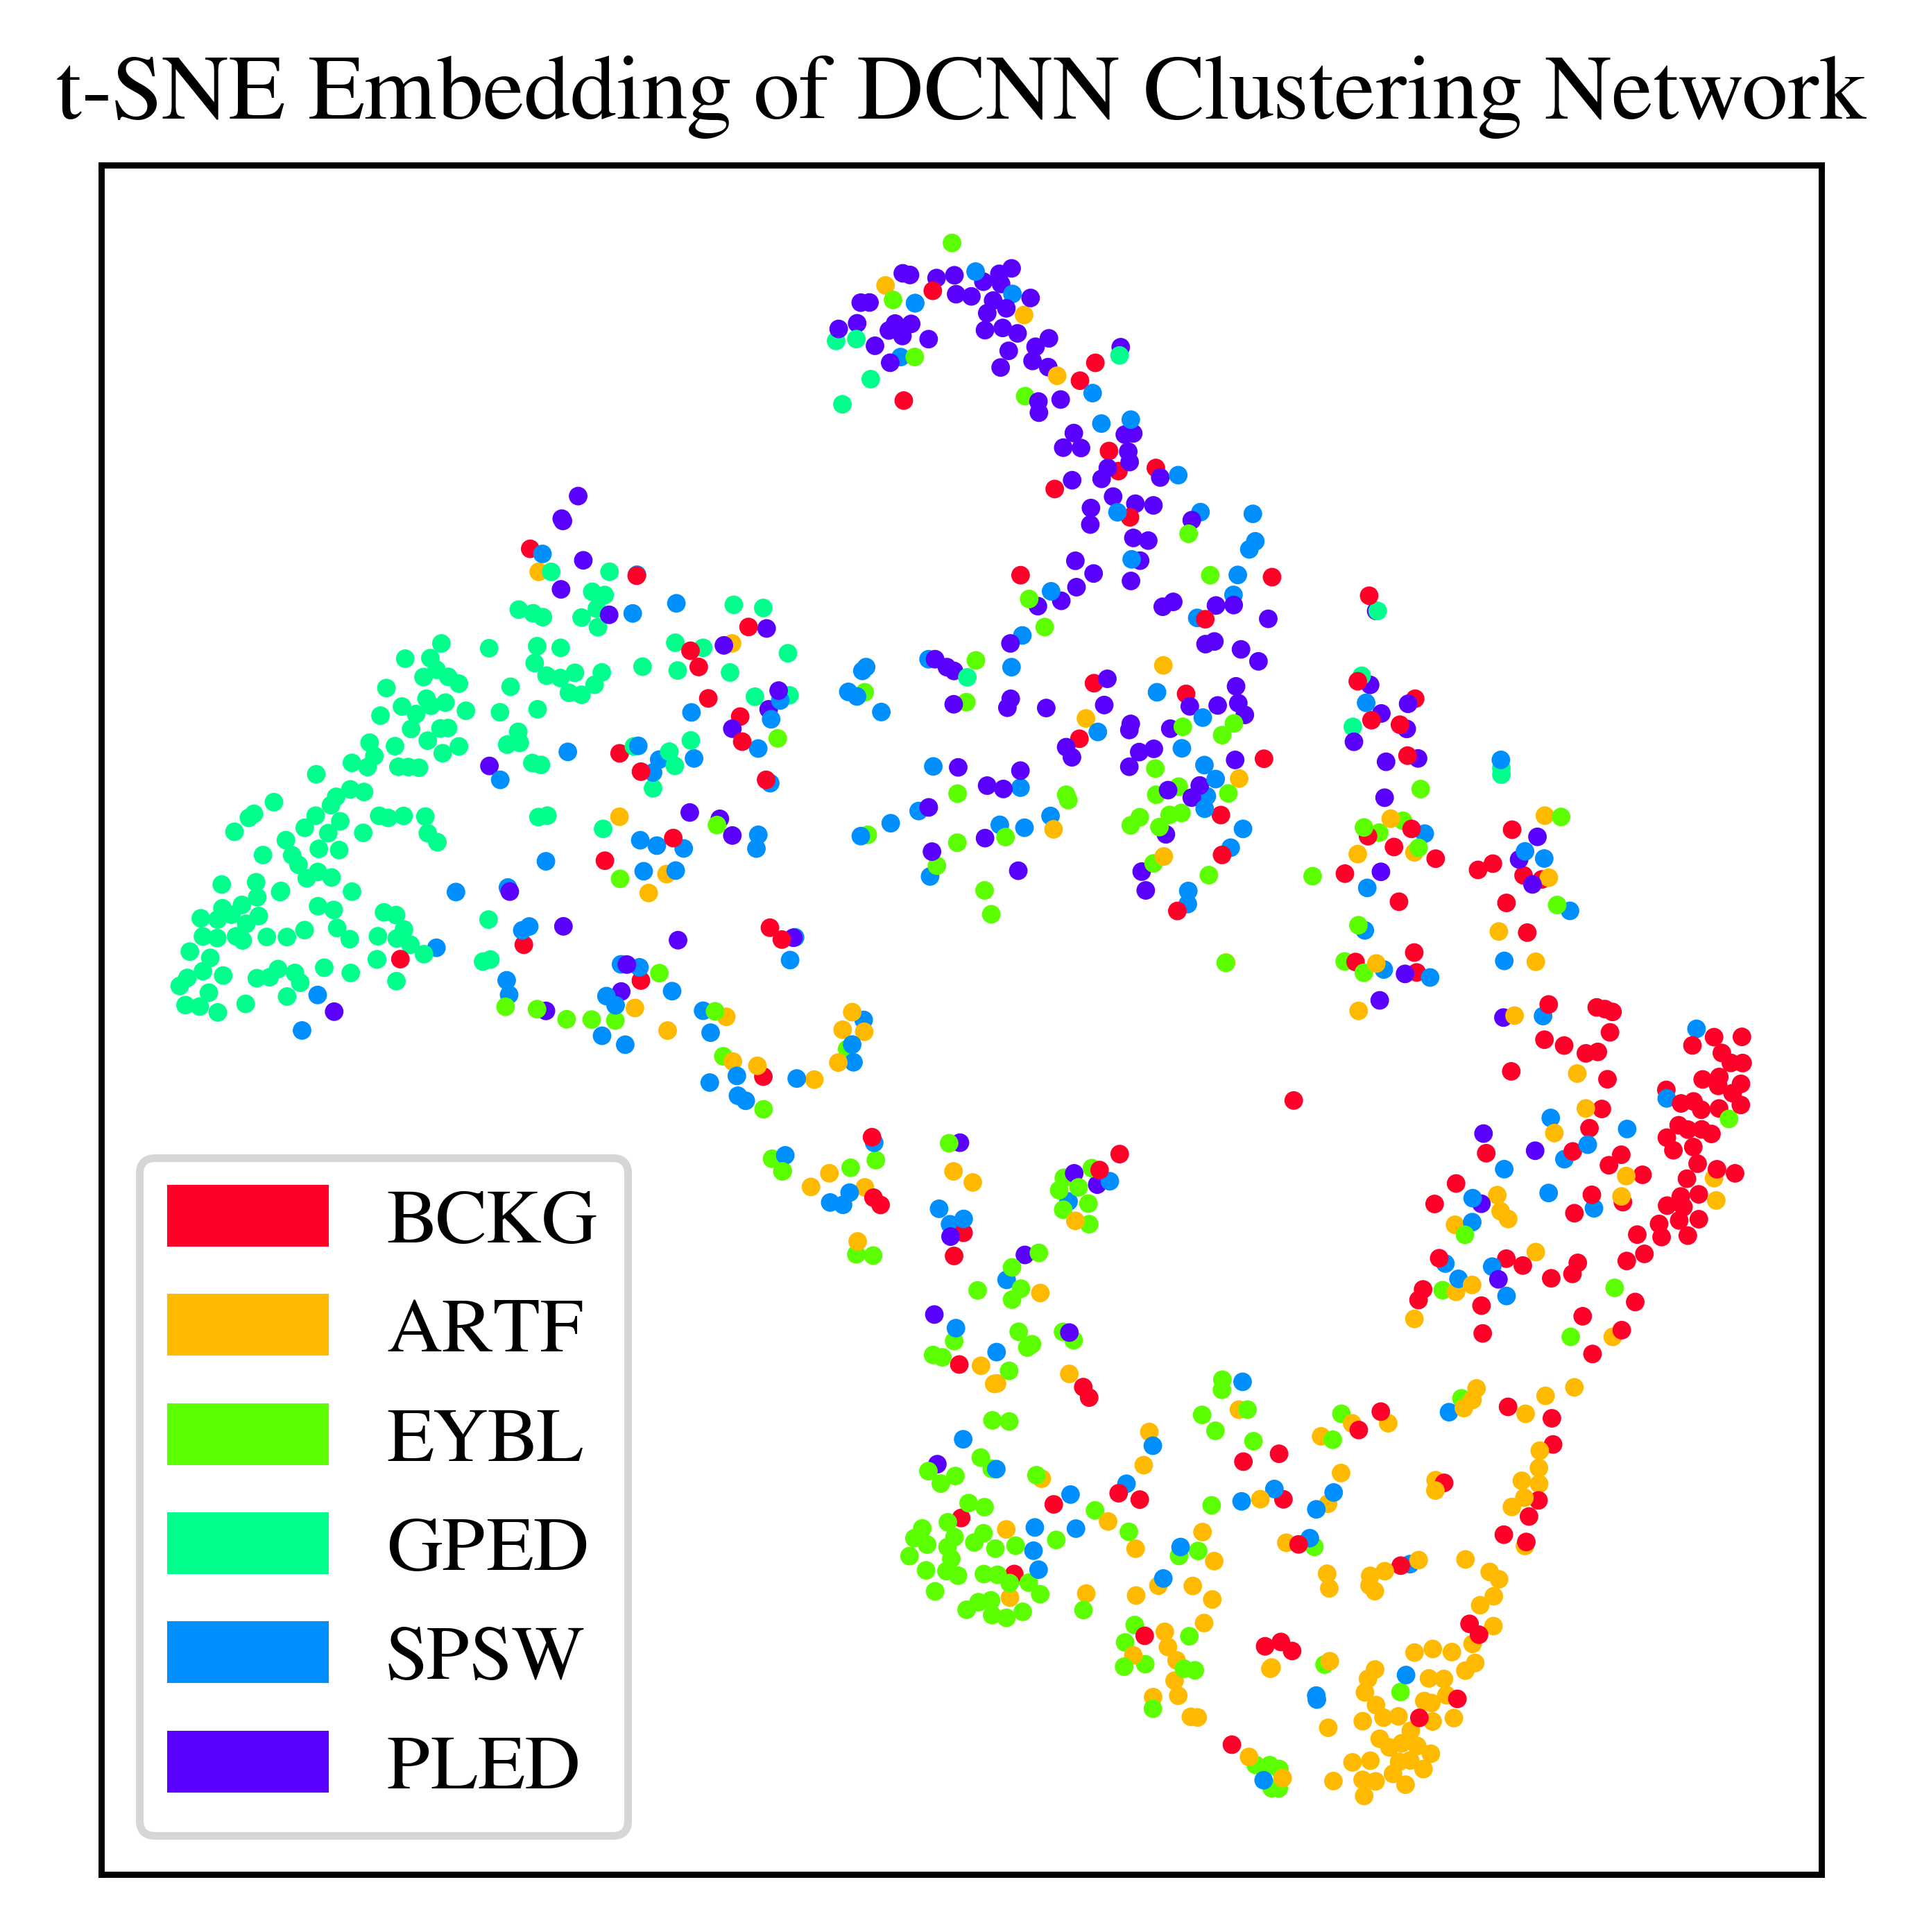 t-SNE Embedding of DCNN Clustering Network
BCKG
ARTF
EYBL
GPED
SPSW
PLED